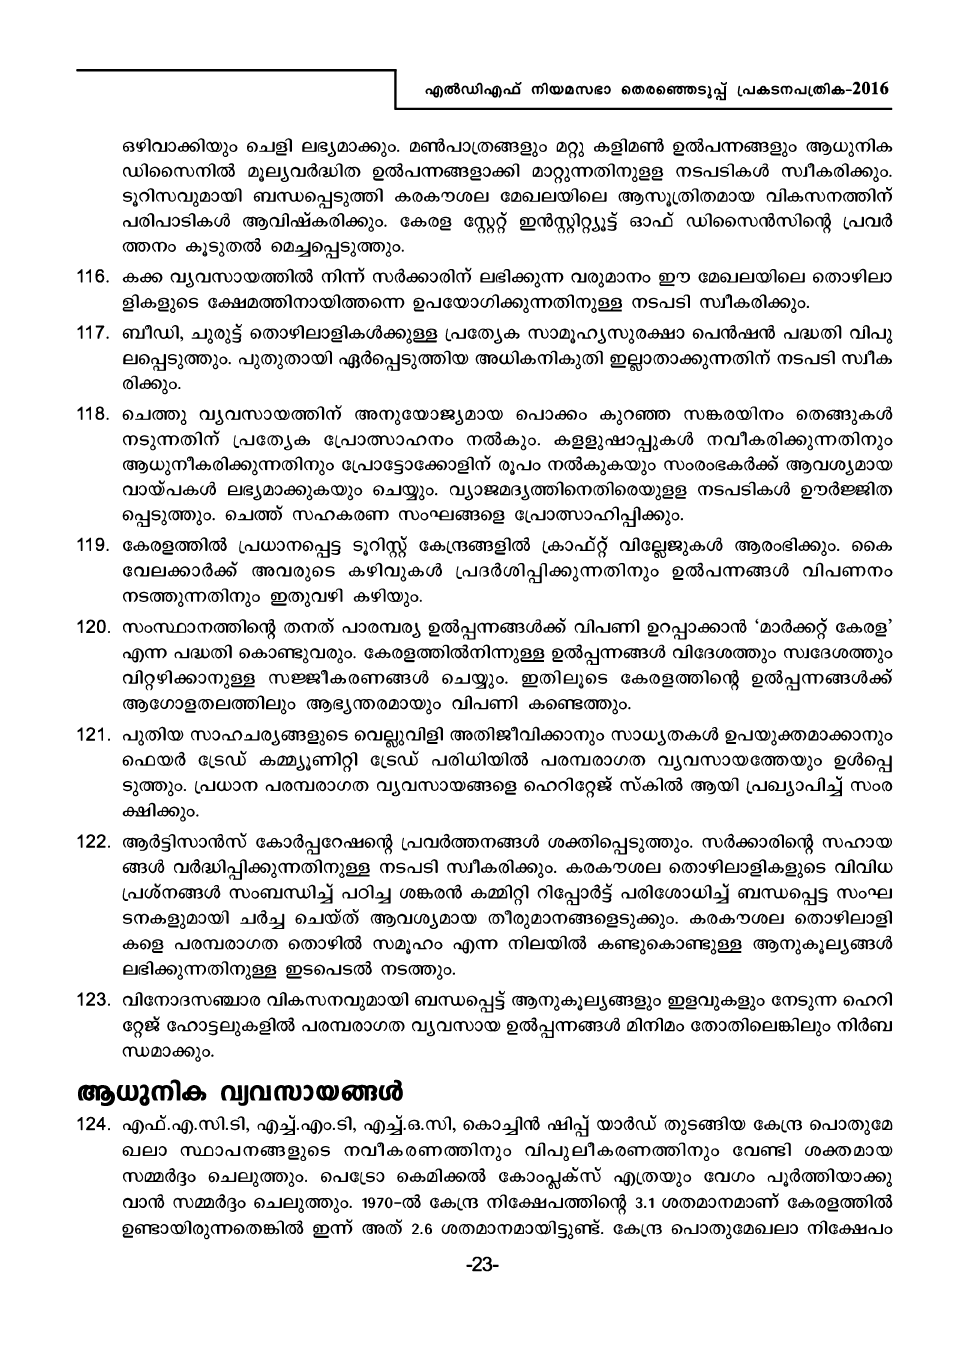 എൽഡിഎഫ് നിയമസഭാ തെരഞ്ഞെടുപ്പ് പ്രകടനപത്രിക-2016
ഒഴിവാക്കിയും ചെളി ലഭ്യമാക്കും. മൺപാത്രങ്ങളും മറ്റു കളിമൺ ഉൽപന്നങ്ങളും ആധുനിക
ഡിസൈനിൽ മൂല്യവർദ്ധിത ഉൽപന്നങ്ങളാക്കി മാറ്റുന്നതിനുളള നടപടികൾ സ്വീകരിക്കും.
ടൂറിസവുമായി ബന്ധപ്പെടുത്തി കരകൗശല മേഖലയിലെ ആസൂത്രിതമായ വികസനത്തിന്
പരിപാടികൾ ആവിഷ്കരിക്കും. കേരള സ്റ്റേറ്റ് ഇൻസ്റ്റിറ്റ്യൂട്ട് ഓഫ് ഡിസൈൻസിന്റെ പ്രവർ
ത്തനം കൂടുതൽ മെച്ചപ്പെടുത്തും.
116. കക്ക വ്യവസായത്തിൽ നിന്ന് സർക്കാരിന് ലഭിക്കുന്ന വരുമാനം ഈ മേഖലയിലെ തൊഴിലാ
ളികളുടെ ക്ഷേമത്തിനായിത്തന്നെ ഉപയോഗിക്കുന്നതിനുള്ള നടപടി സ്വീകരിക്കും.
117. ബീഡി, ചുരുട്ട് തൊഴിലാളികൾക്കുള്ള പ്രത്യേക സാമൂഹ്യസുരക്ഷാ പെൻഷൻ പദ്ധതി വിപു
ലപ്പെടുത്തും. പുതുതായി ഏർപ്പെടുത്തിയ അധികനികുതി ഇല്ലാതാക്കുന്നതിന് നടപടി സ്വീക
രിക്കും.
118. ചെത്തു വ്യവസായത്തിന് അനുയോജ്യമായ പൊക്കം കുറഞ്ഞ സങ്കരയിനം തെങ്ങുകൾ
നടുന്നതിന് പ്രത്യേക പ്രോത്സാഹനം നൽകും. കളളുഷാപ്പുകൾ നവീകരിക്കുന്നതിനും
ആധുനീകരിക്കുന്നതിനും പ്രോട്ടോക്കോളിന് രൂപം നൽകുകയും സംരംഭകർക്ക് ആവശ്യമായ
വായ്പകൾ ലഭ്യമാക്കുകയും ചെയ്യും. വ്യാജമദ്യത്തിനെതിരെയുളള നടപടികൾ ഊർജ്ജിത
പ്പെടുത്തും. ചെത്ത് സഹകരണ സംഘങ്ങളെ പ്രോത്സാഹിപ്പിക്കും.
119. കേരളത്തിൽ പ്രധാനപ്പെട്ട ടൂറിസ്റ്റ് കേന്ദ്രങ്ങളിൽ ക്രാഫ്റ്റ് വില്ലേജുകൾ ആരംഭിക്കും. കൈ
വേലക്കാർക്ക് അവരുടെ കഴിവുകൾ പ്രദർശിപ്പിക്കുന്നതിനും ഉൽപന്നങ്ങൾ വിപണനം
നടത്തുന്നതിനും ഇതുവഴി കഴിയും.
120. സംസ്ഥാനത്തിന്റെ തനത് പാരമ്പര്യ ഉൽപ്പന്നങ്ങൾക്ക് വിപണി ഉറപ്പാക്കാൻ ‘മാർക്കറ്റ് കേരള’
എന്ന പദ്ധതി കൊണ്ടുവരും. കേരളത്തിൽനിന്നുള്ള ഉൽപ്പന്നങ്ങൾ വിദേശത്തും സ്വദേശത്തും
വിറ്റഴിക്കാനുള്ള സജ്ജീകരണങ്ങൾ ചെയ്യും. ഇതിലൂടെ കേരളത്തിന്റെ ഉൽപ്പന്നങ്ങൾക്ക്
ആഗോളതലത്തിലും ആഭ്യന്തരമായും വിപണി കണ്ടെത്തും.
121. പുതിയ സാഹചര്യങ്ങളുടെ വെല്ലുവിളി അതിജീവിക്കാനും സാധ്യതകൾ ഉപയുക്തമാക്കാനും
ഫെയർ ട്രേഡ് കമ്മ്യൂണിറ്റി ട്രേഡ് പരിധിയിൽ പരമ്പരാഗത വ്യവസായത്തേയും ഉൾപ്പെ
ടുത്തും. പ്രധാന പരമ്പരാഗത വ്യവസായങ്ങളെ ഹെറിറ്റേജ് സ്കിൽ ആയി പ്രഖ്യാപിച്ച് സംര
ക്ഷിക്കും.
122. ആർട്ടിസാൻസ് കോർപ്പറേഷന്റെ പ്രവർത്തനങ്ങൾ ശക്തിപ്പെടുത്തും. സർക്കാരിന്റെ സഹായ
ങ്ങൾ വർദ്ധിപ്പിക്കുന്നതിനുള്ള നടപടി സ്വീകരിക്കും. കരകൗശല തൊഴിലാളികളുടെ വിവിധ
പ്രശ്നങ്ങൾ സംബന്ധിച്ച് പഠിച്ച ശങ്കരൻ കമ്മിറ്റി റിപ്പോർട്ട് പരിശോധിച്ച് ബന്ധപ്പെട്ട സംഘ
ടനകളുമായി ചർച്ച ചെയ്ത് ആവശ്യമായ തീരുമാനങ്ങളെടുക്കും. കരകൗശല തൊഴിലാളി
കളെ പരമ്പരാഗത തൊഴിൽ സമൂഹം എന്ന നിലയിൽ കണ്ടുകൊണ്ടുള്ള ആനുകൂല്യങ്ങൾ
ലഭിക്കുന്നതിനുള്ള ഇടപെടൽ നടത്തും.
123. വിനോദസഞ്ചാര വികസനവുമായി ബന്ധപ്പെട്ട് ആനുകൂല്യങ്ങളും ഇളവുകളും നേടുന്ന ഹെറി
റ്റേജ് ഹോട്ടലുകളിൽ പരമ്പരാഗത വ്യവസായ ഉൽപ്പന്നങ്ങൾ മിനിമം തോതിലെങ്കിലും നിർബ
ന്ധമാക്കും.
ആധുനിക വ്യവസായങ്ങൾ
124. എഫ്.എ.സി.ടി, എച്ച്.എം.ടി, എച്ച്.ഒ.സി, കൊച്ചിൻ ഷിപ്പ് യാർഡ് തുടങ്ങിയ കേന്ദ്ര പൊതുമേ
ഖലാ സ്ഥാപനങ്ങളുടെ നവീകരണത്തിനും വിപുലീകരണത്തിനും വേണ്ടി ശക്തമായ
സമ്മർദ്ദം ചെലുത്തും. പെട്രോ കെമിക്കൽ കോംപ്ലക്സ് എത്രയും വേഗം പൂർത്തിയാക്കു
വാൻ സമ്മർദ്ദം ചെലുത്തും. 1970-ൽ കേന്ദ്ര നിക്ഷേപത്തിന്റെ 3.1 ശതമാനമാണ് കേരളത്തിൽ
ഉണ്ടായിരുന്നതെങ്കിൽ ഇന്ന് അത് 2.6 ശതമാനമായിട്ടുണ്ട്. കേന്ദ്ര പൊതുമേഖലാ നിക്ഷേപം
-23-